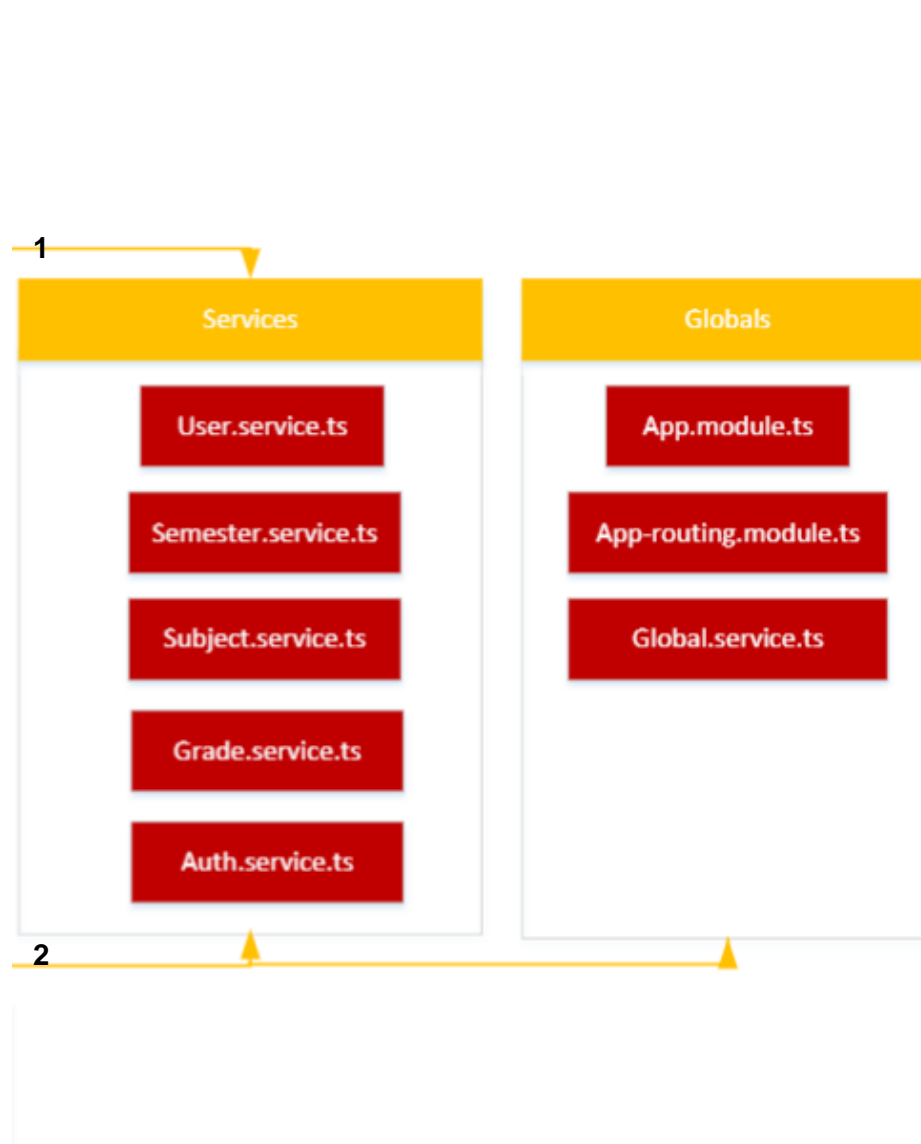 1
Services
User.service.ts
Semester.service.ts
Subject.service.ts
Grade.service.ts
Auth.service.ts
2
Globals
App.module.ts
App-routing.module.ts
Global.service.ts